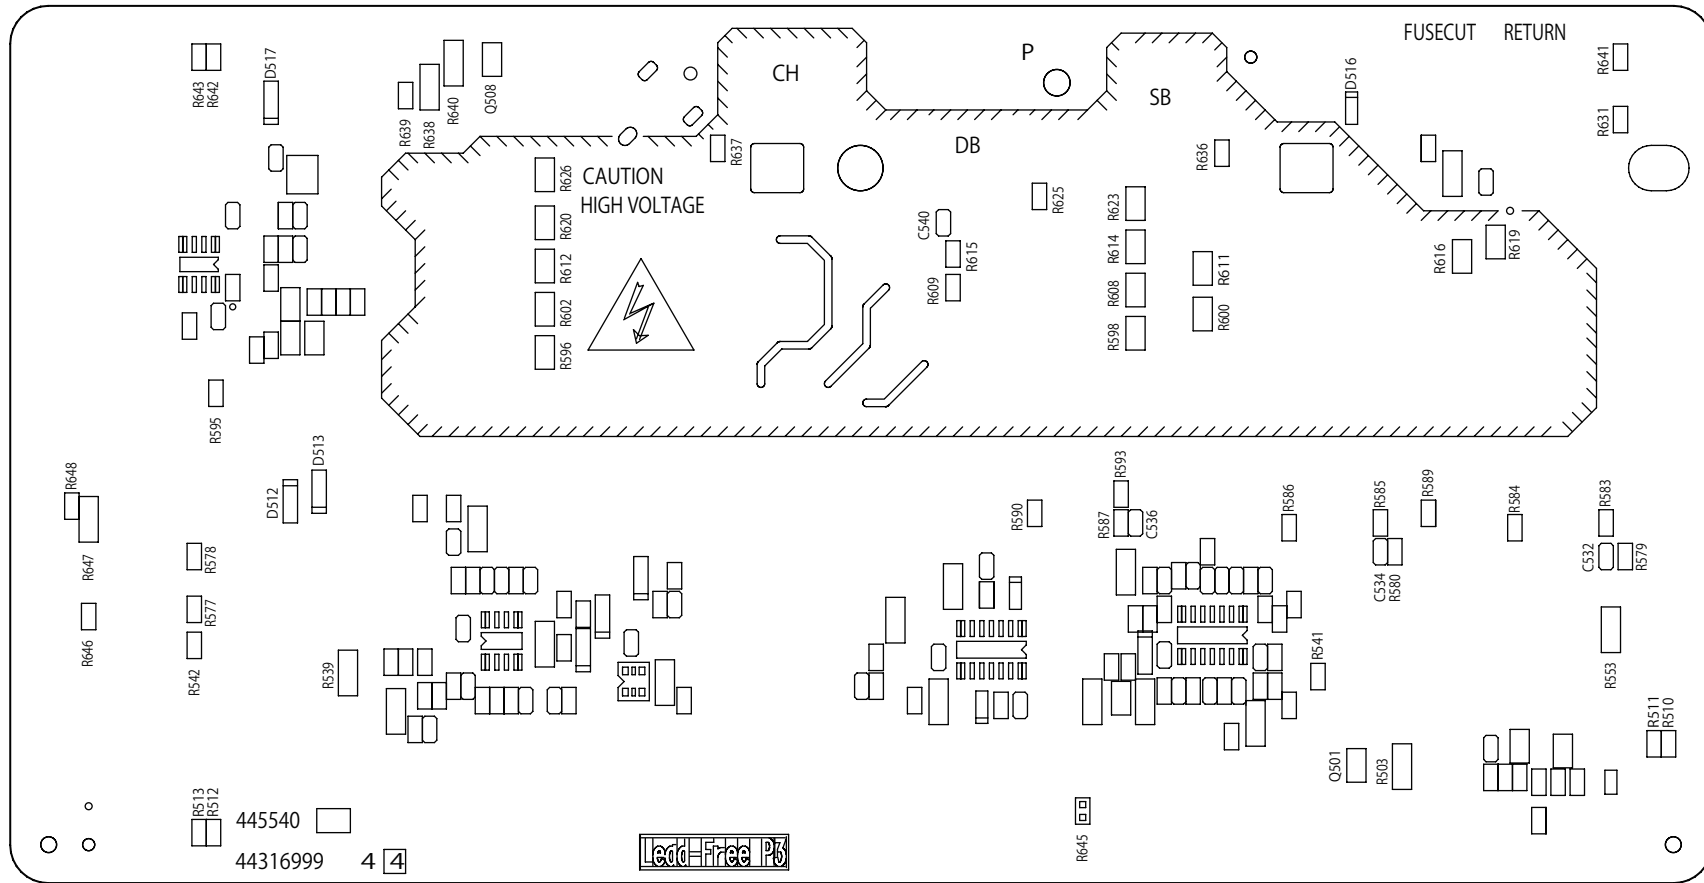 FUSECUT RETURN
P
CH
SB
DB
R643
R642
D517
R639
R638
R640
Q508
R637
R636
D516
R641
R631
CAUTION
HIGH VOLTAGE
R626
R620
R612
R602
R596
C540
R615
R609
R625
R623
R614
R608
R598
R611
R600
R616
R619
R595
R648
R647
R646
D512
D513
R578
R577
R542
R539
R590
R593
R587
C536
R586
R585
R589
R584
R583
C534
R580
C532
R579
R541
R553
R511
R510
Q501
R503
R645
R513
R512
445540
44316999 4 4
Lead-Free P3